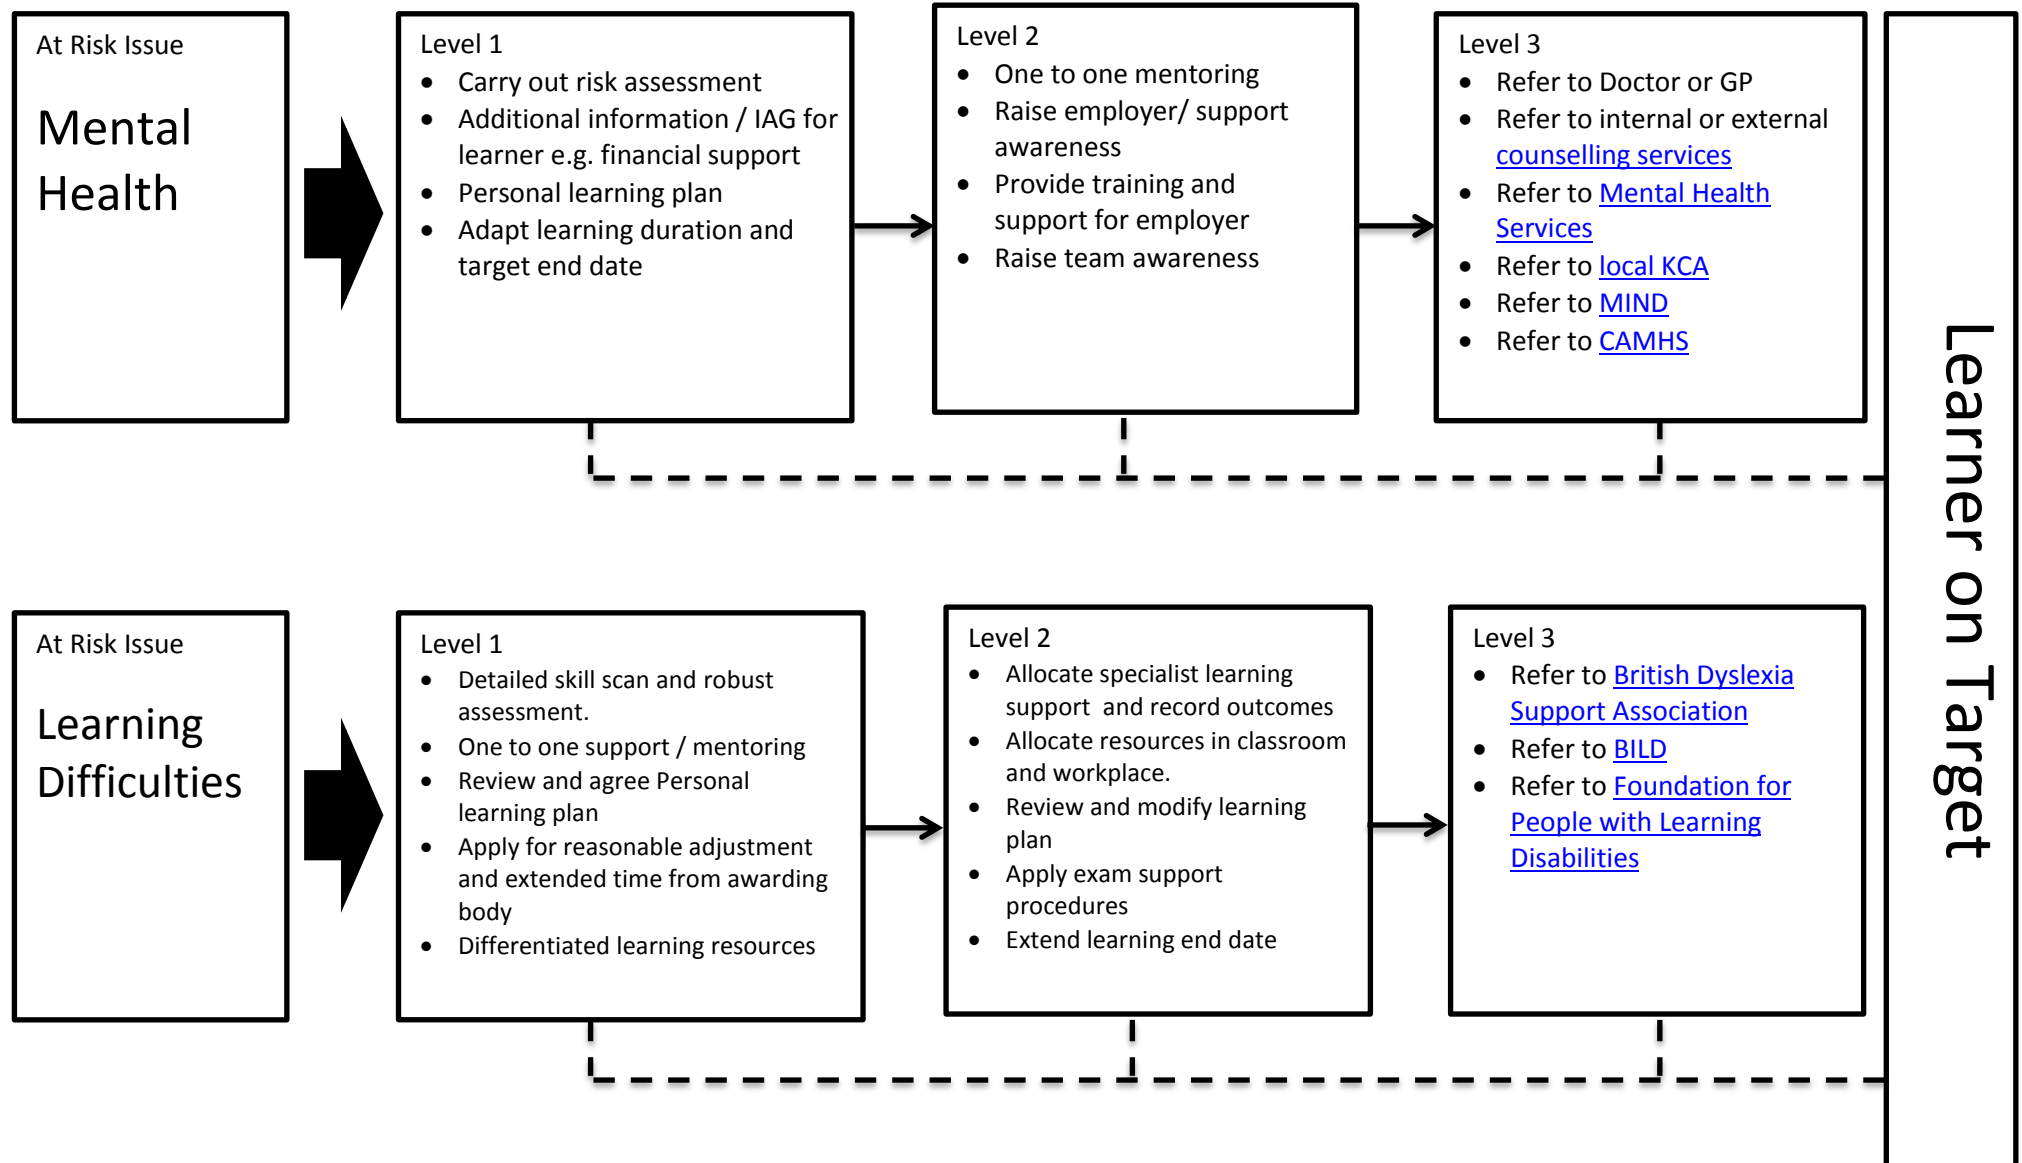 At Risk Issue
Mental
Health
Level 1
• Carry out risk assessment
• Additional information / IAG for
learner e.g. financial support
• Personal learning plan
• Adapt learning duration and
target end date
Level 2
• One to one mentoring
• Raise employer/ support
awareness
• Provide training and
support for employer
• Raise team awareness
Level 3
• Refer to Doctor or GP
• Refer to internal or external
counselling services
• Refer to Mental Health
Services
• Refer to local KCA
• Refer to MIND
• Refer to CAMHS
At Risk Issue
Learning
Difficulties
Level 1
• Detailed skill scan and robust
assessment.
• One to one support / mentoring
• Review and agree Personal
learning plan
• Apply for reasonable adjustment
and extended time from awarding
body
• Differentiated learning resources
Level 2
• Allocate specialist learning
support  and record outcomes
• Allocate resources in classroom
and workplace.
• Review and modify learning
plan
• Apply exam support
procedures
• Extend learning end date
Level 3
• Refer to British Dyslexia
Support Association
• Refer to BILD
• Refer to Foundation for
People with Learning
Disabilities
Learner on Target